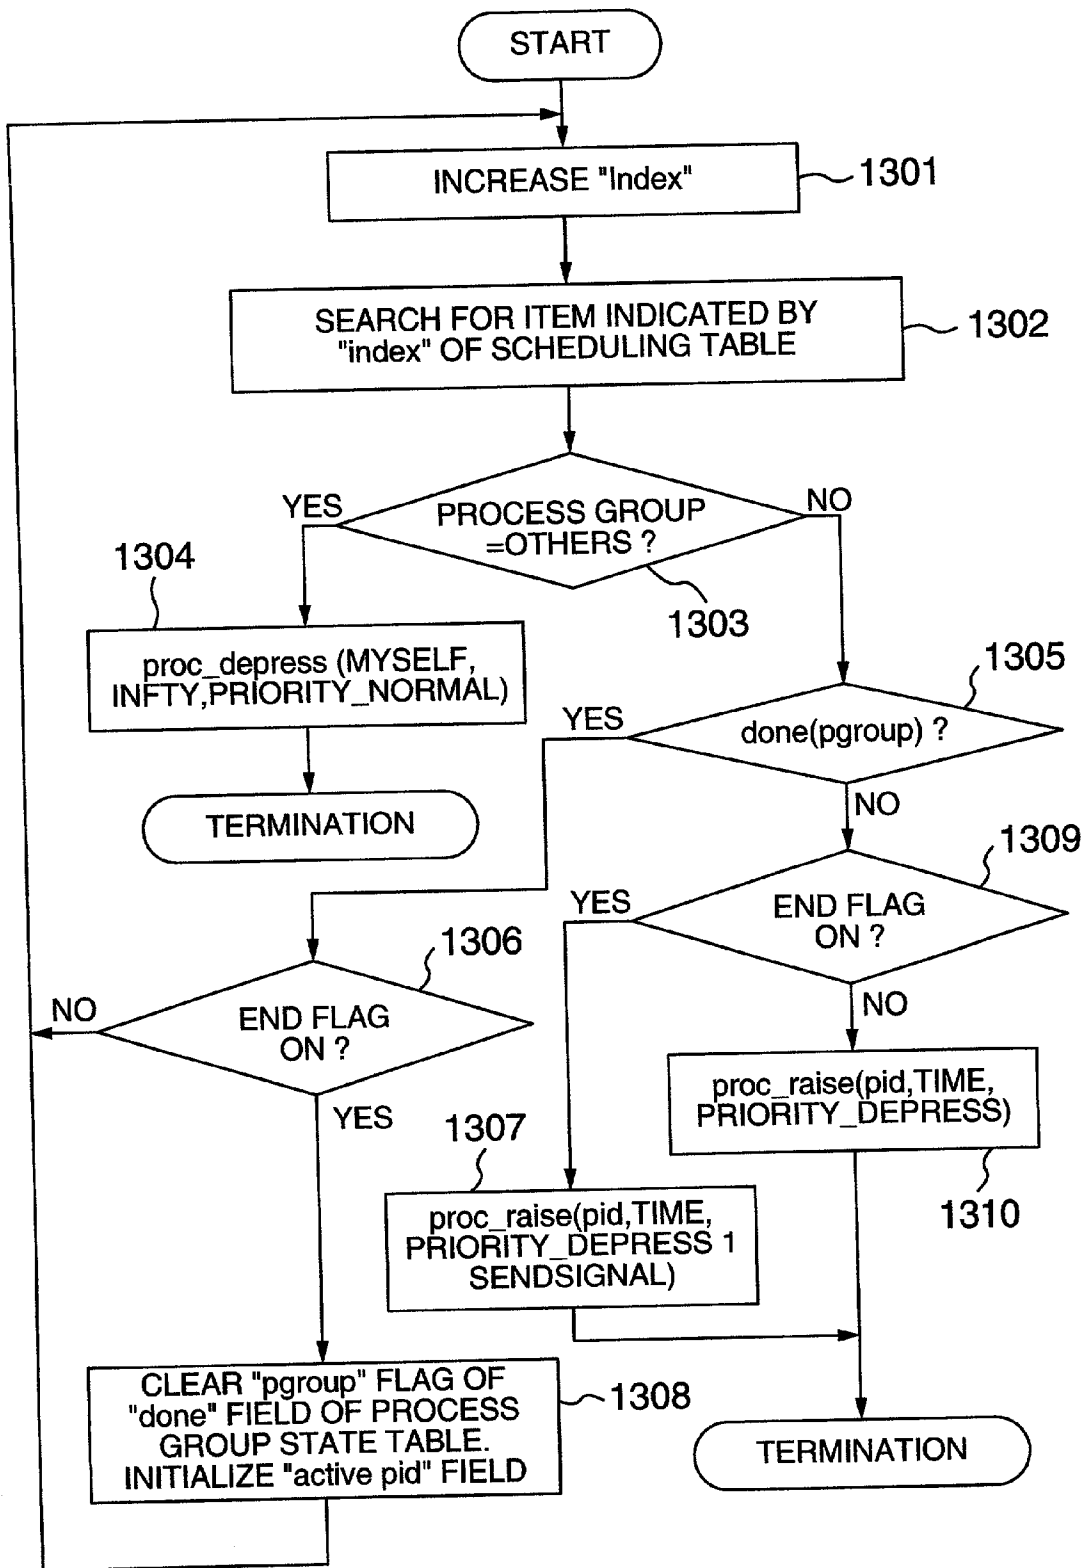 START
INCREASE "Index"
1301
SEARCH FOR ITEM INDICATED BY
"index" OF SCHEDULING TABLE
1302
YES
PROCESS GROUP
=OTHERS ?
NO
1303
1304
proc_depress (MYSELF,
INFTY,PRIORITY_NORMAL)
TERMINATION
1305
YES
done(pgroup) ?
NO
1309
YES
END FLAG
ON ?
NO
1306
NO
END FLAG
ON ?
YES
proc_raise(pid,TIME,
PRIORITY_DEPRESS)
1310
1307
proc_raise(pid,TIME,
PRIORITY_DEPRESS 1
SENDSIGNAL)
CLEAR "pgroup" FLAG OF
"done" FIELD OF PROCESS
GROUP STATE TABLE.
INITIALIZE "active pid" FIELD
1308
TERMINATION